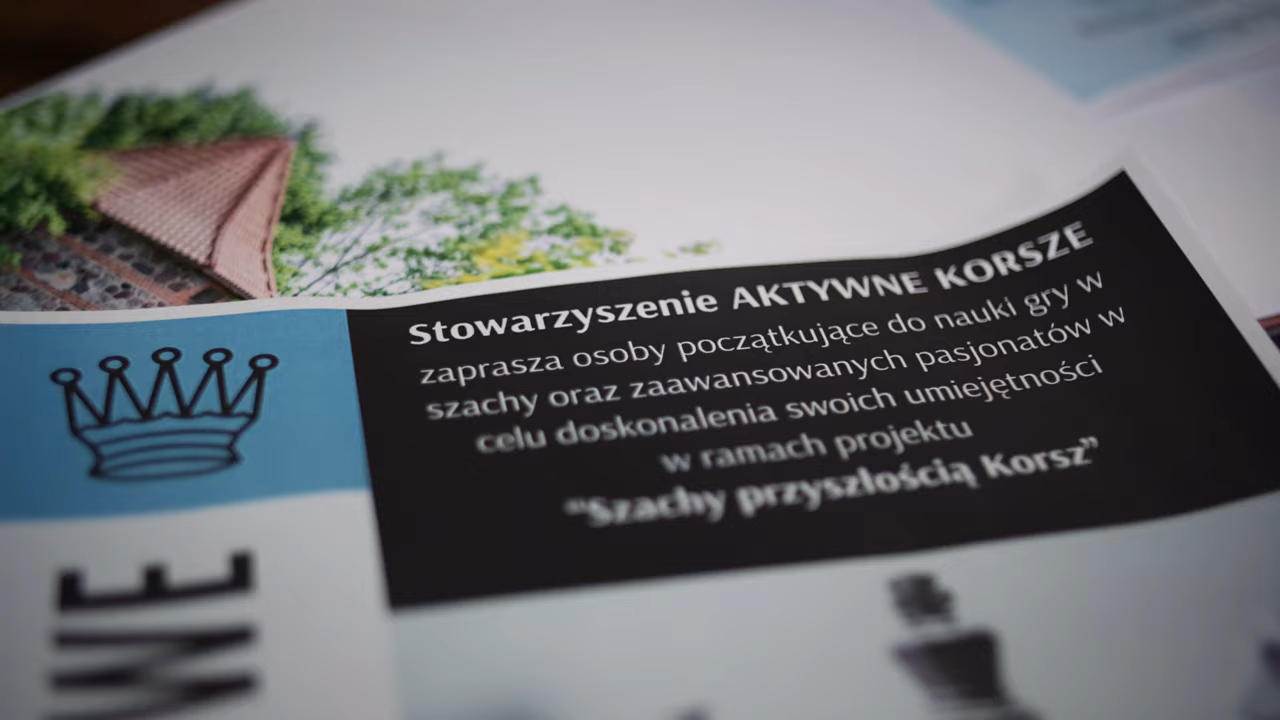 Stowarzyszenie AKTYWNE KORSZE
zaprasza osoby początkujące do nauki gry w
szachy oraz zaawansowanych pasjonatów w
celu doskonalenia swoich umiejętności
w ramach projektu
“Szachy przyszłością Korsz”
WE